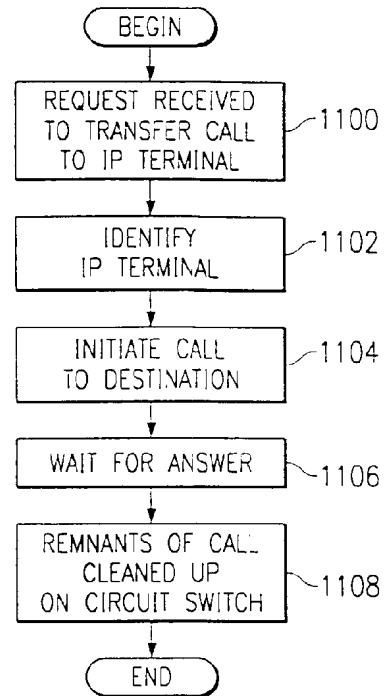 BEGIN
REQUEST RECEIVED
TO TRANSFER CALL
TO IP TERMINAL
1100
IDENTIFY
IP TERMINAL
1102
INITIATE CALL
TO DESTINATION
1104
WAIT FOR ANSWER
1106
REMNANTS OF CALL
CLEANED UP
ON CIRCUIT SWITCH
1108
END